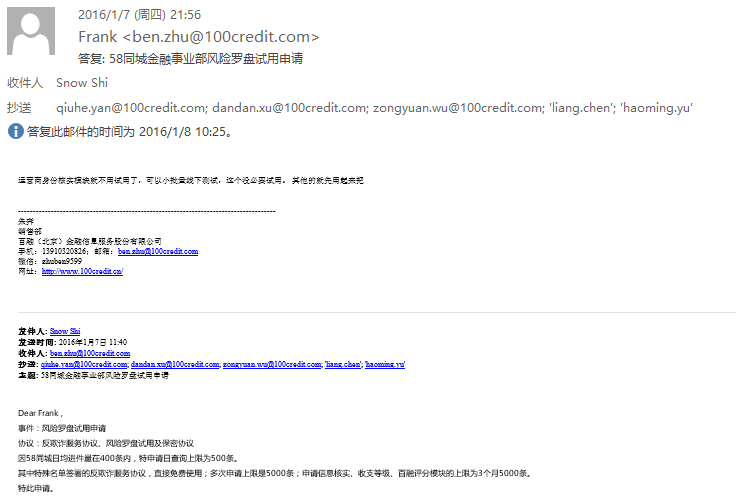 2016/1/7 (周四) 21:56
Frank <ben.zhu@100credit.com>
答复: 58同城金融事业部风险罗盘试用申请
收件人 Snow Shi
抄送 qiuhe.yan@100credit.com; dandan.xu@100credit.com; zongyuan.wu@100credit.com; 'liang.chen'; 'haoming.yu'
答复此邮件的时间为 2016/1/8 10:25。
运营商身份核实模块就不用试用了，可以小批量线下测试，这个没必要试用。 其他的就先用起来把
--------------------------------------------------------------------------------------
朱奔
销售部
百融（北京）金融信息服务股份有限公司
手机：13910320826；邮箱：ben.zhu@100credit.com
微信：zhuben9599
网址：http://www.100credit.cn/
发件人: Snow Shi
发送时间: 2016年1月7日 11:40
收件人: ben.zhu@100credit.com
抄送: qiuhe.yan@100credit.com; dandan.xu@100credit.com; zongyuan.wu@100credit.com; 'liang.chen'; 'haoming.yu'
主题: 58同城金融事业部风险罗盘试用申请
Dear Frank，
事件：风险罗盘试用申请
协议：反欺诈服务协议、风险罗盘试用及保密协议
因58同城日均进件量在400条内，特申请日查询上限为500条。
其中特殊名单签署的反欺诈服务协议，直接免费使用；多次申请上限是5000条；申请信息核实、收支等级、百融评分模块的上限为3个月5000条。
特此申请。